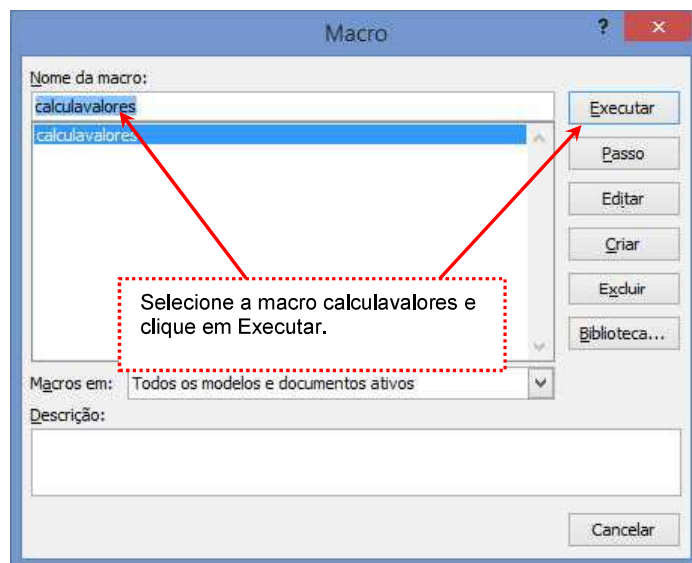 Macro
?
×
Nome da macro:
calculavalores
Executar
calculavalores
Passo
Editar
Criar
Excluir
Biblioteca...
Selecione a macro calculavalores e
clique em Executar.
Macros em: Todos os modelos e documentos ativos
Descrição:
Cancelar